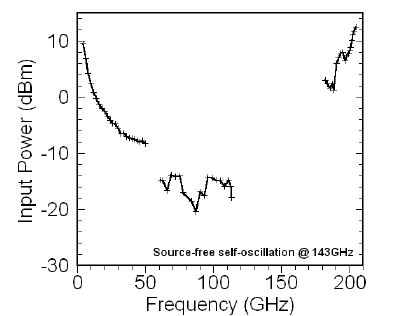 10
0
-10
-20
-30
Input Power (dBm)
Source-free self-oscillation @ 143GHz
0 50 100 150 200
Frequency (GHz)